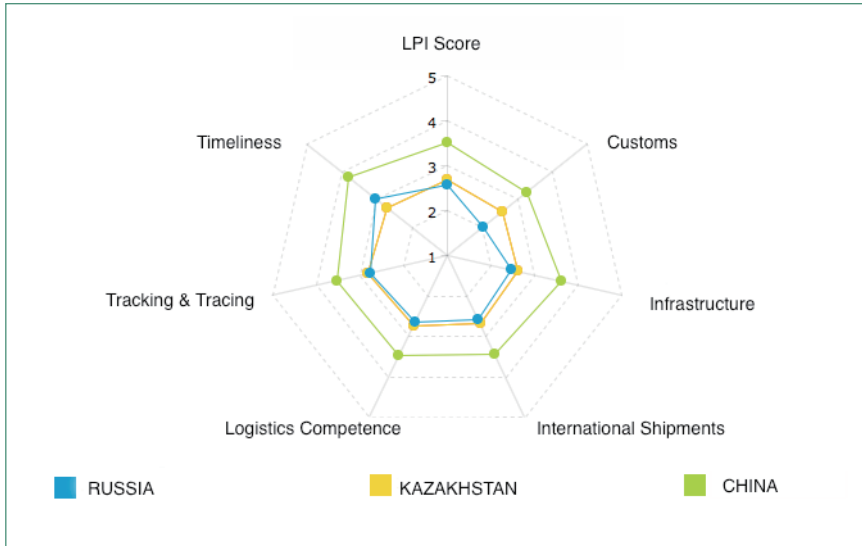 LPI Score
5
4
3
2
1
Timeliness
Customs
Tracking & Tracing
Infrastructure
Logistics Competence
International Shipments
RUSSIA
KAZAKHSTAN
CHINA